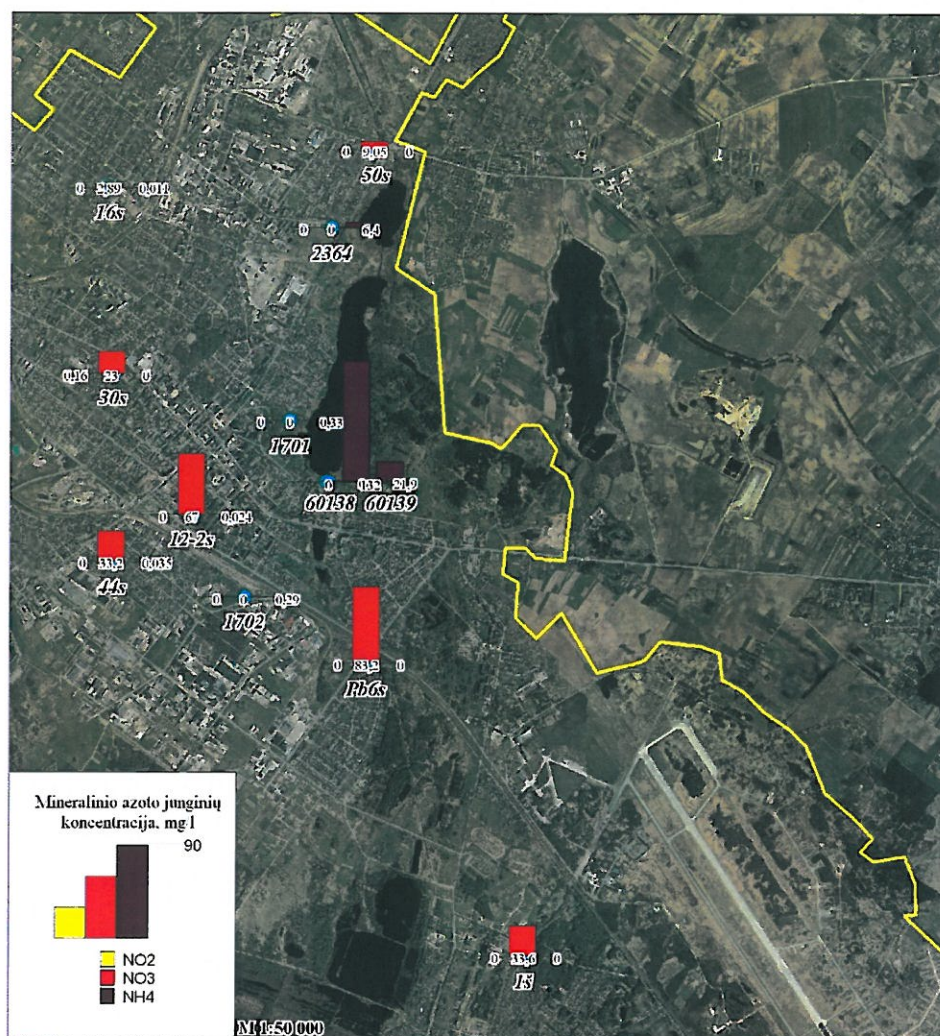 0 9,05 0
50s
0 2,89 0,011
16s
0 0 6,4
2364
0,16 23 0
30s
0 0 0,33
1701
0 0,32 21,9
60138 60139
0 67 0,024
12-2s
0 33,2 0,035
44s
0 0 0,29
1702
0 83,2 0
Pb6s
Mineralinio azoto junginių
koncentracija, mg/l
90
NO2
NO3
NH4
0 33,6 0
1š
M 1:50 000